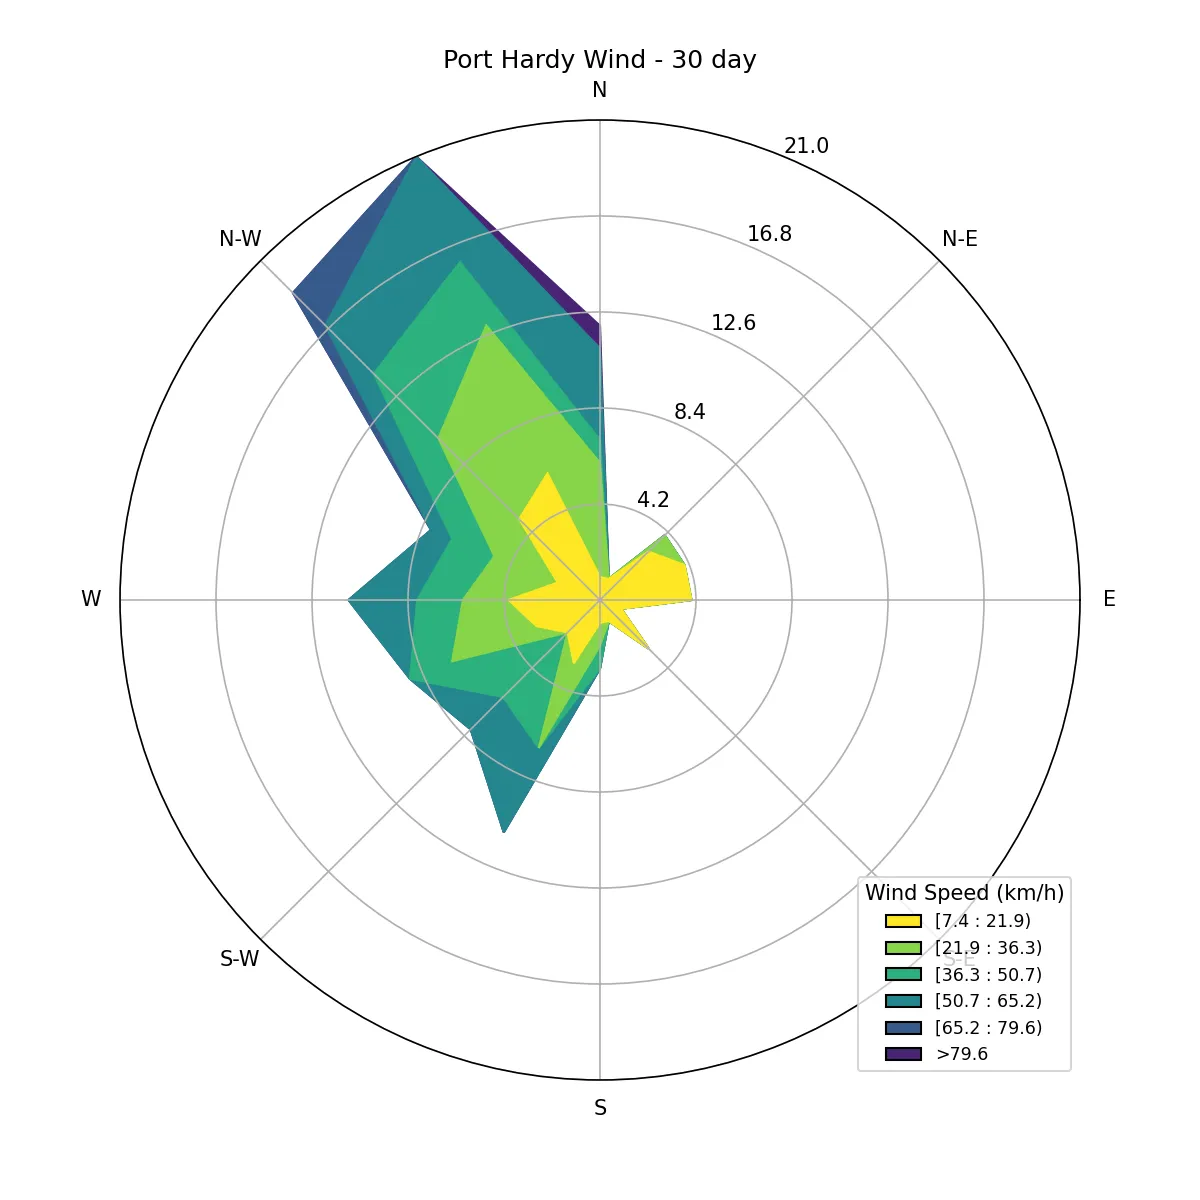 Port Hardy Wind - 30 day
N
21.0
16.8
N-W
N-E
12.6
8.4
4.2
W
E
S-W
S-E
S
Wind Speed (km/h)
[7.4 : 21.9)
[21.9 : 36.3)
[36.3 : 50.7)
[50.7 : 65.2)
[65.2 : 79.6)
>79.6